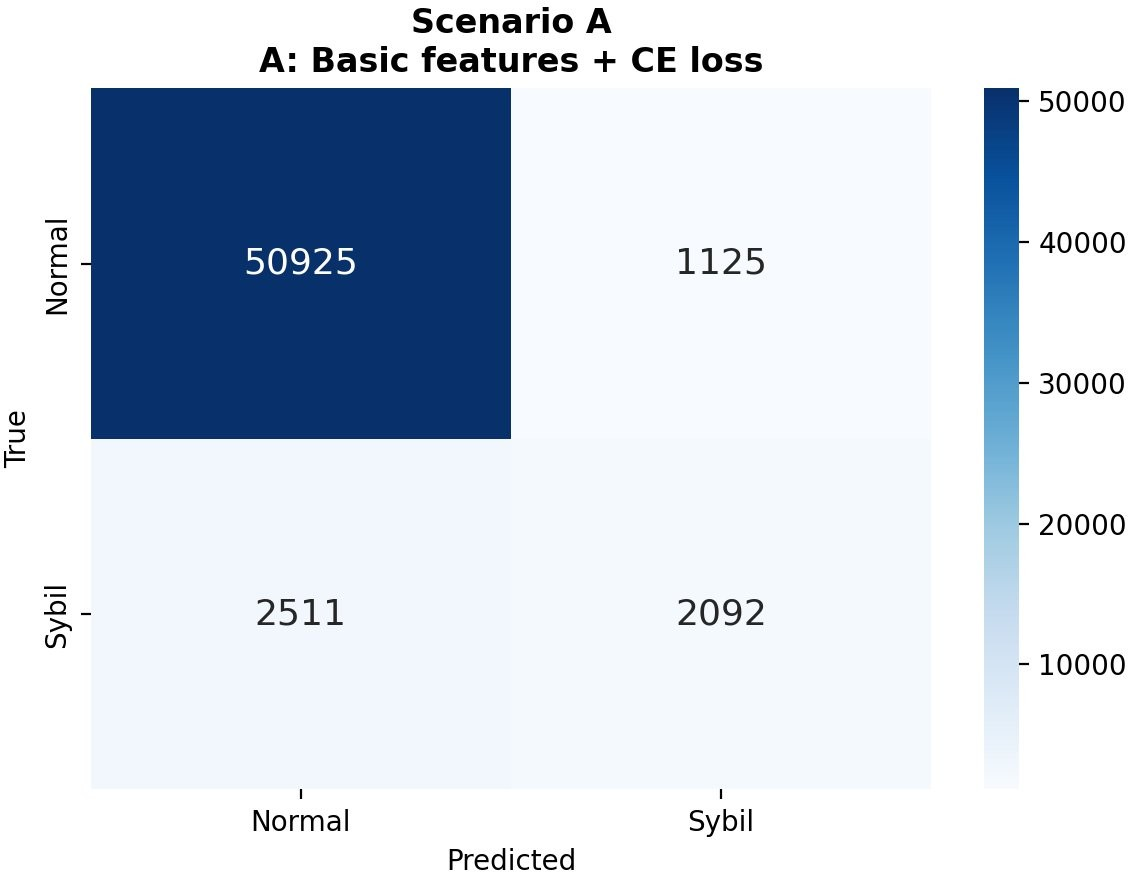 Scenario A
A: Basic features + CE loss
50000
40000
30000
20000
10000
True
Normal
50925
1125
Sybil
2511
2092
Normal
Sybil
Predicted